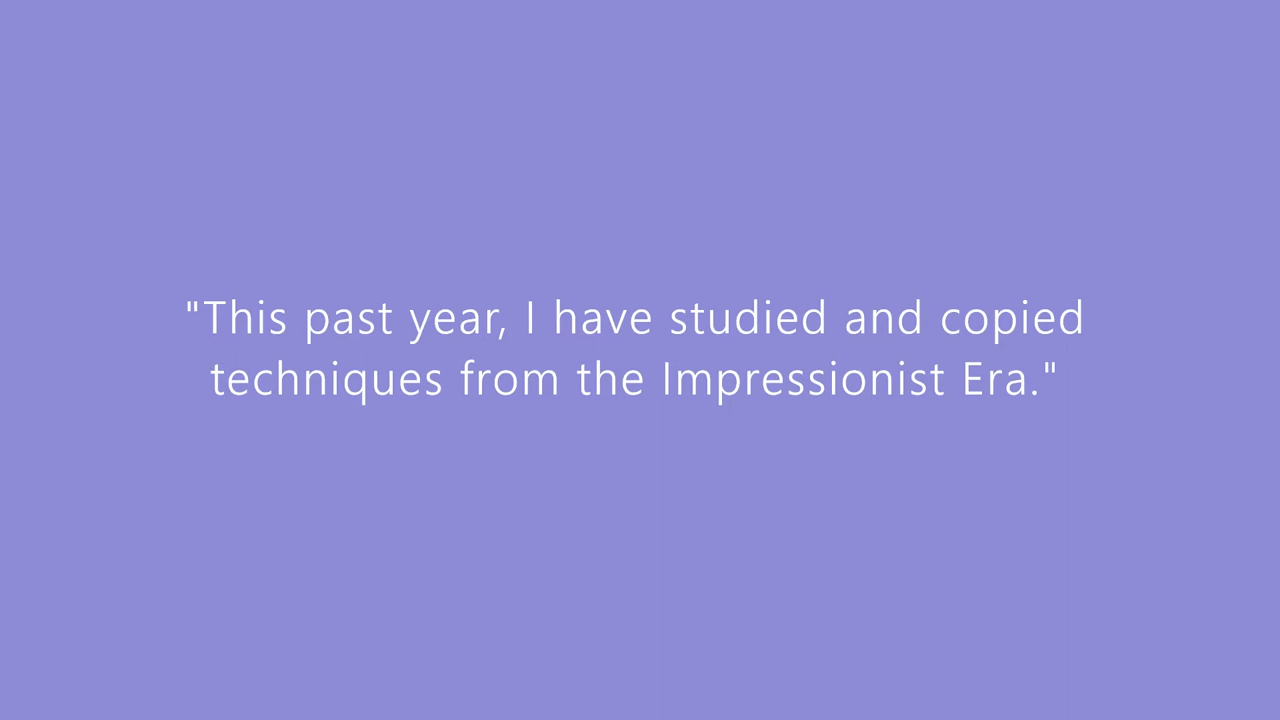 "This past year, I have studied and copied
techniques from the Impressionist Era."